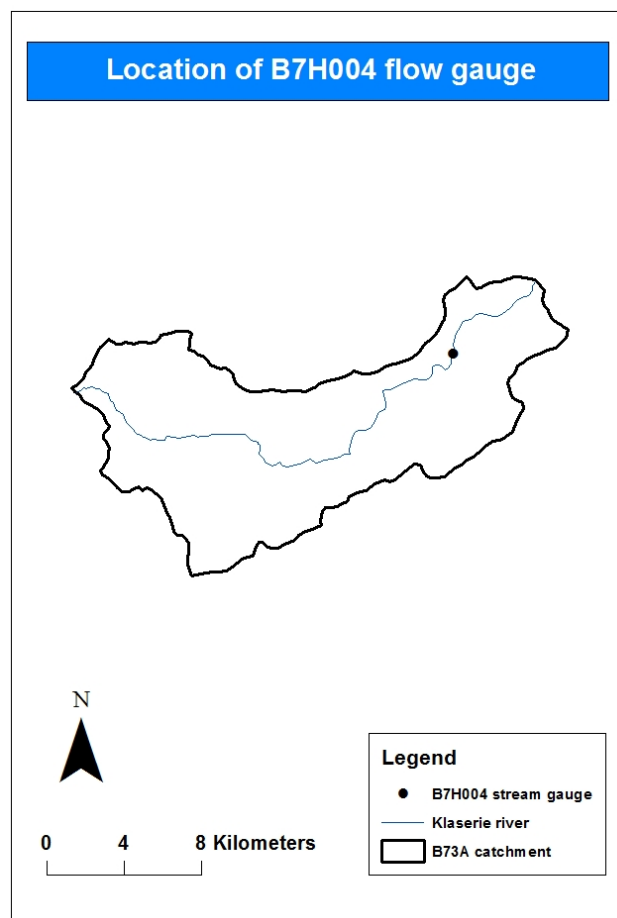 Location of B7H004 flow gauge
N
0 4 8 Kilometers
Legend
B7H004 stream gauge
Klaserie river
B73A catchment